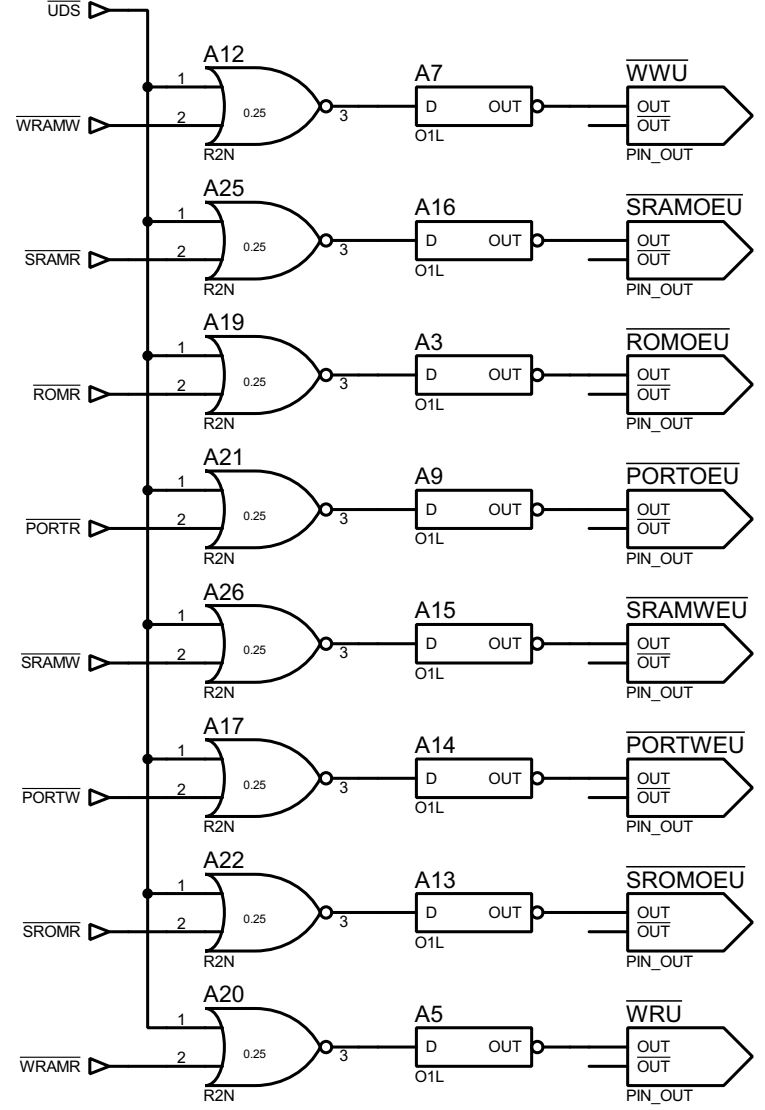 UDS
A12 A7 WWU
1
0.25 D OUT OUT
WRAMW 2 3 OUT
R2N O1L PIN_OUT
A25 A16 SRAMOEU
1
0.25 D OUT OUT
SRAMR 2 3 OUT
R2N O1L PIN_OUT
A19 A3 ROMOEU
1
0.25 D OUT OUT
ROMR 2 3 OUT
R2N O1L PIN_OUT
A21 A9 PORTOEU
1
0.25 D OUT OUT
PORTR 2 3 OUT
R2N O1L PIN_OUT
A26 A15 SRAMWEU
1
0.25 D OUT OUT
SRAMW 2 3 OUT
R2N O1L PIN_OUT
A17 A14 PORTWEU
1
0.25 D OUT OUT
PORTW 2 3 OUT
R2N O1L PIN_OUT
A22 A13 SROMOEU
1
0.25 D OUT OUT
SROMR 2 3 OUT
R2N O1L PIN_OUT
A20 A5 WRU
1
0.25 D OUT OUT
WRAMR 2 3 OUT
R2N O1L PIN_OUT